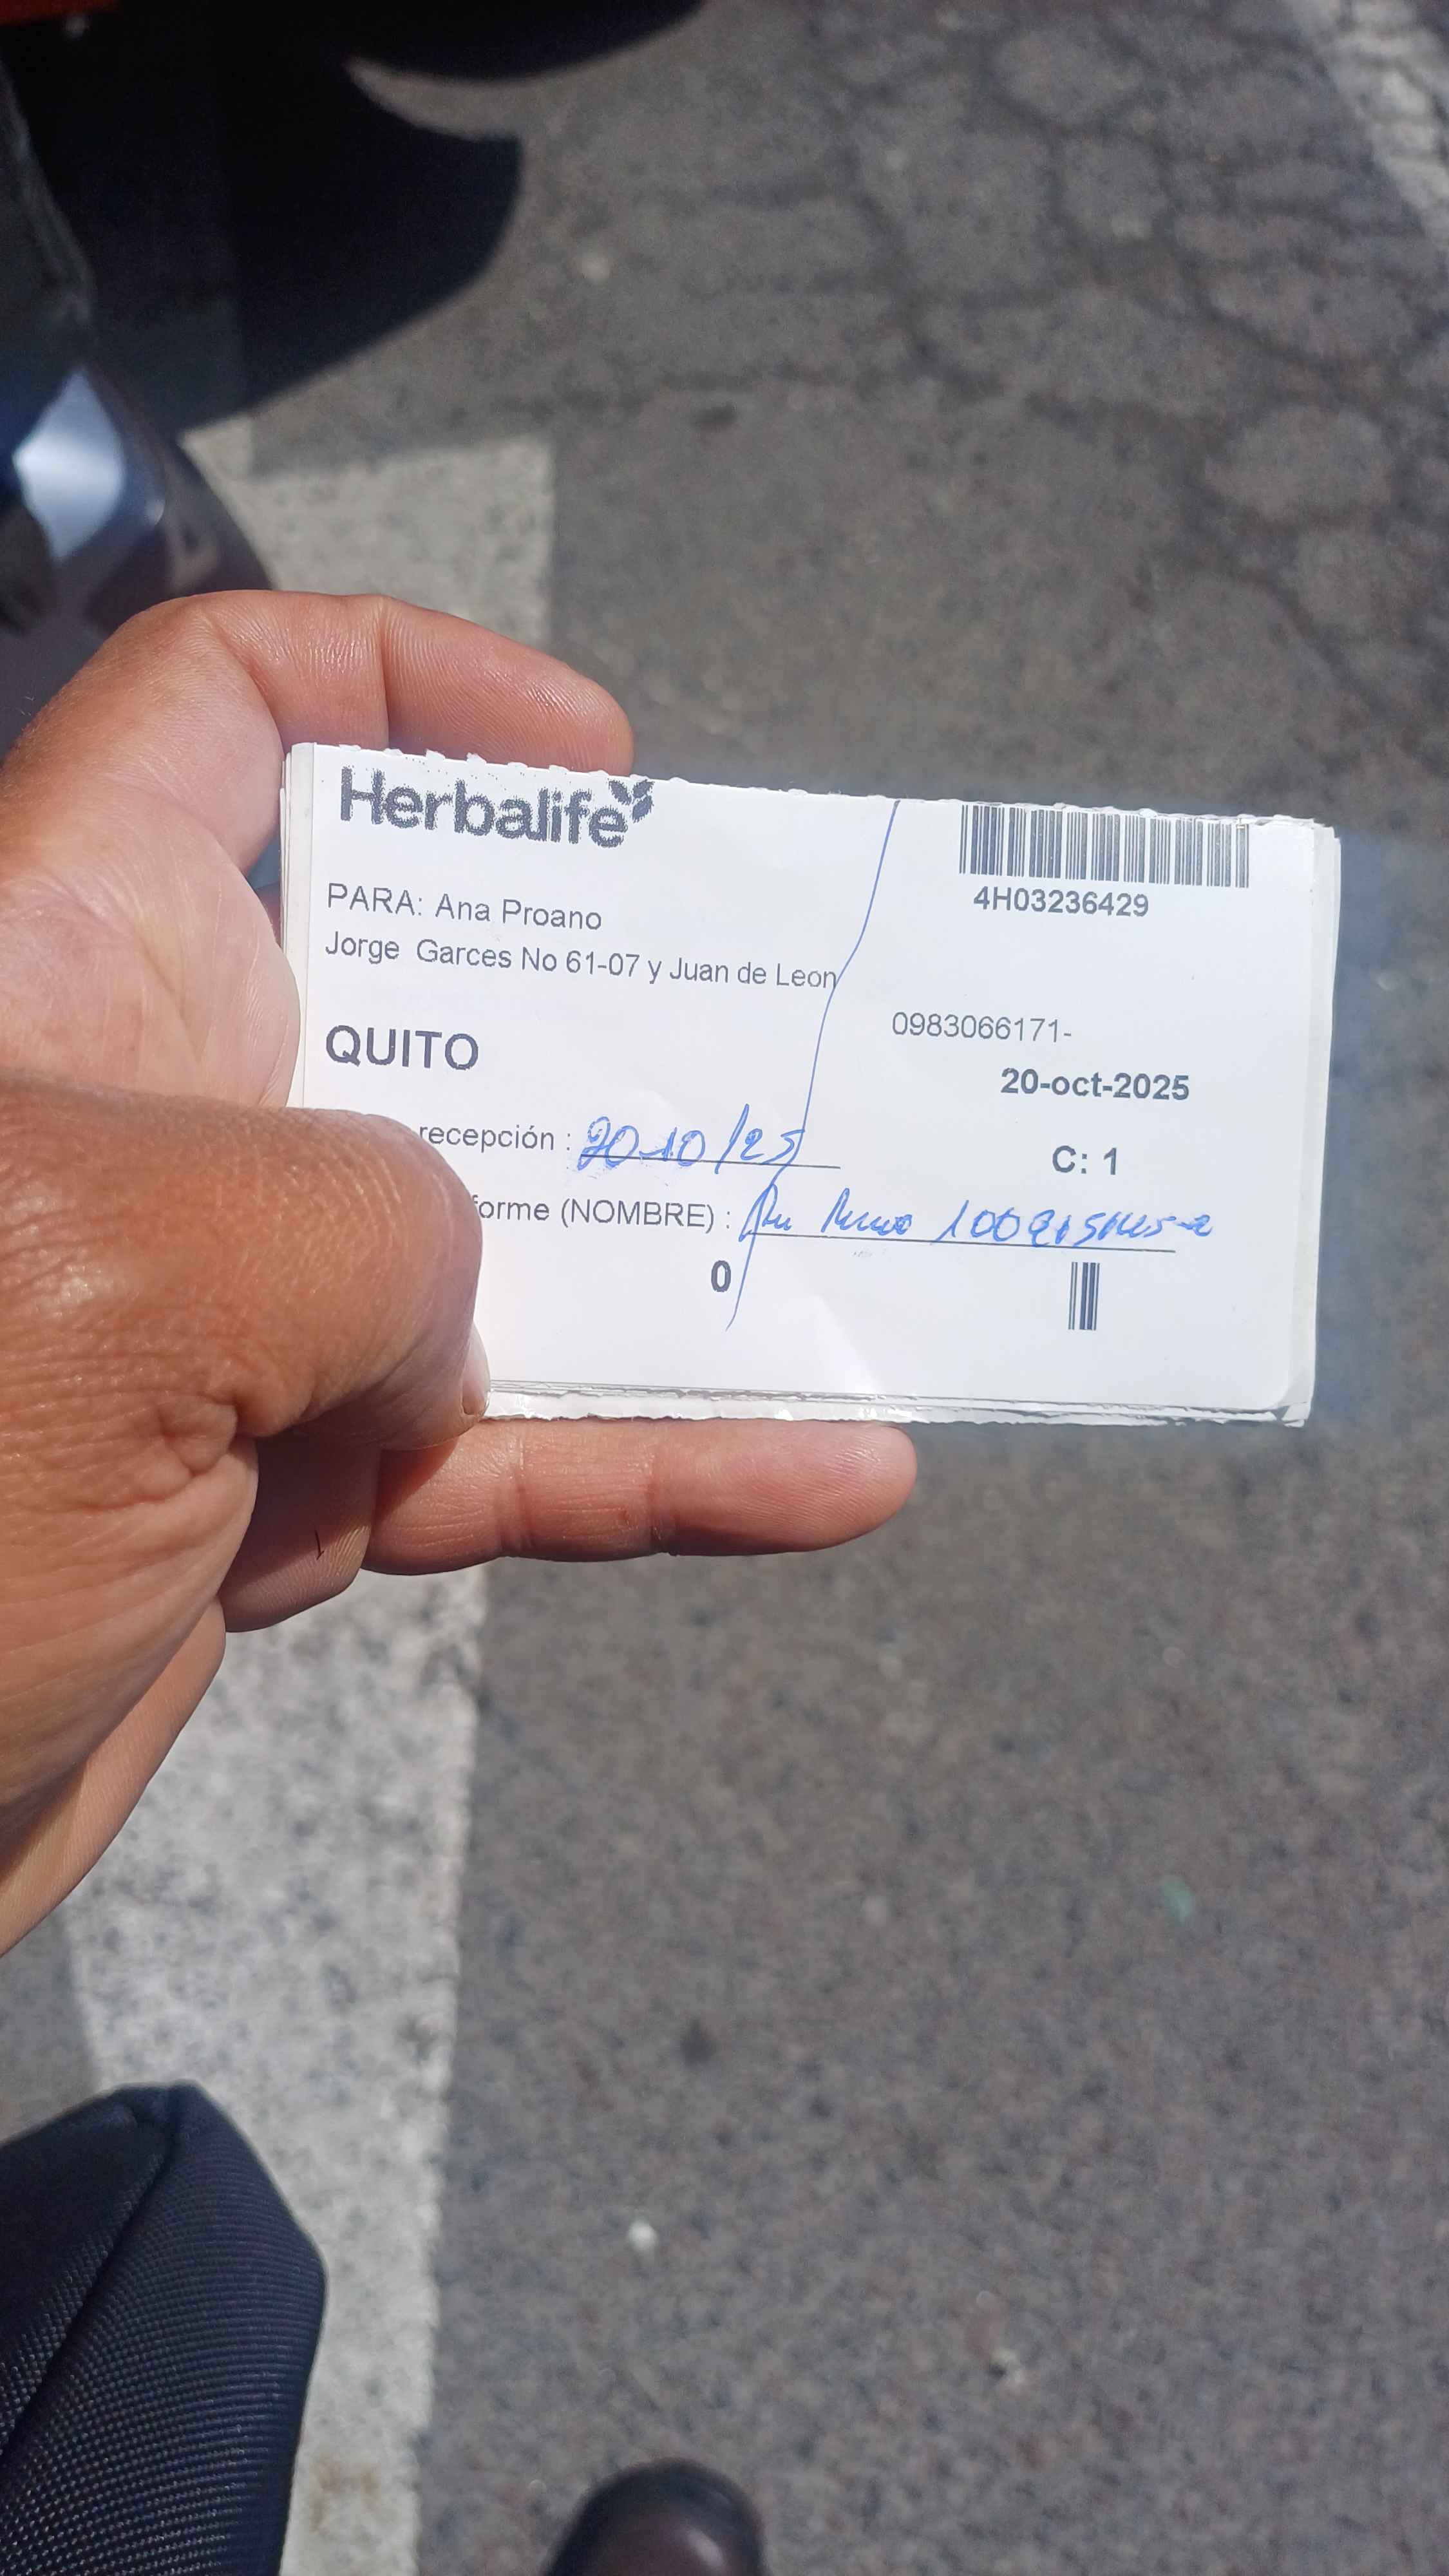 Herbalife
4H03236429
PARA: Ana Proano
Jorge Garces No 61-07 y Juan de Leon
0983066171-
QUITO
20-oct-2025
recepción : 20-10/25
C: 1
forme (NOMBRE) :
0